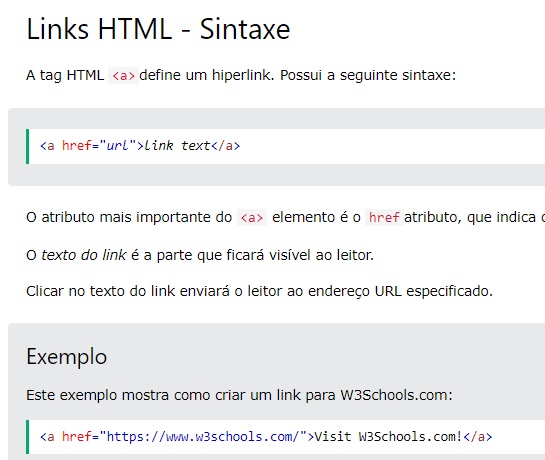 Links HTML - Sintaxe
A tag HTML <a> define um hiperlink. Possui a seguinte sintaxe:
<a href="url">link text</a>
O atributo mais importante do <a> elemento é o href atributo, que indica
O texto do link é a parte que ficará visível ao leitor.
Clicar no texto do link enviará o leitor ao endereço URL especificado.
Exemplo
Este exemplo mostra como criar um link para W3Schools.com:
<a href="https://www.w3schools.com/">Visit W3Schools.com!</a>